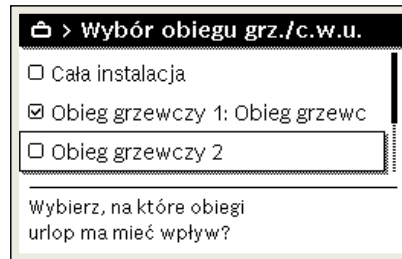 > Wybór obiegu grz./c.w.u.
Cała instalacja
Obieg grzewczy 1: Obieg grzewc
Obieg grzewczy 2
Wybierz, na które obiegi
urlop ma mieć wpływ?